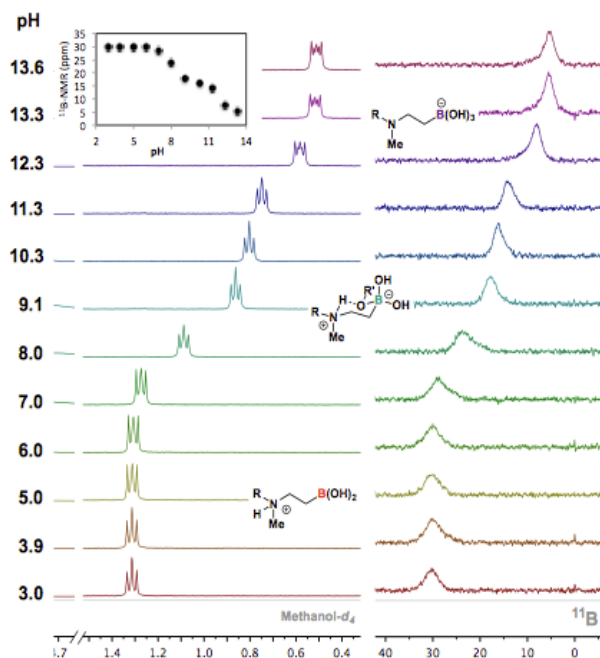 pH
13.6
13.3
12.3
11.3
10.3
9.1
8.0
7.0
6.0
5.0
3.9
3.0
¹¹B-NMR (ppm)
35
30
25
20
15
10
5
0
2 5 8 11 14
pH
R N Me B(OH)₃ ⊖
R N ⊕ Me H O R' B ⊖ OH OH
R N H ⊕ Me B(OH)₂
Methanol-d₄
¹¹B
1.4 1.2 1.0 0.8 0.6 0.4
40 30 20 10 0